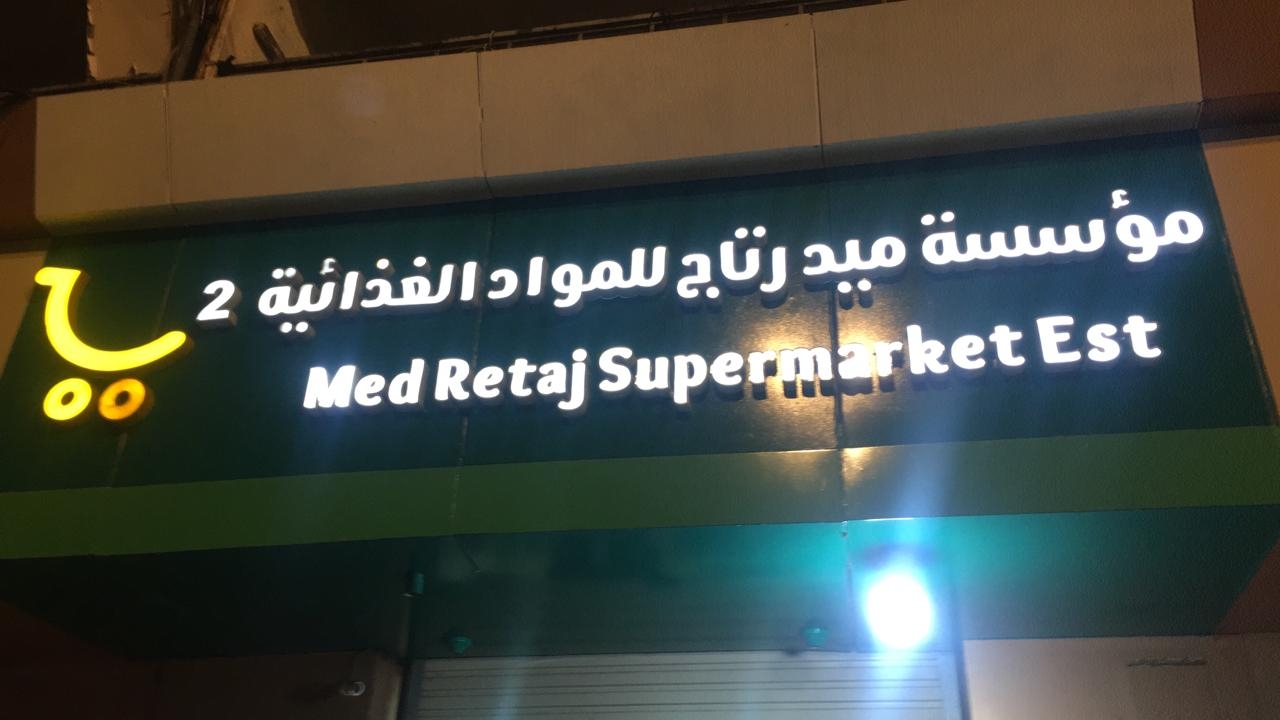 مؤسسة ميد رتاج للمواد الغذائية 2
Med Retaj Supermarket Est